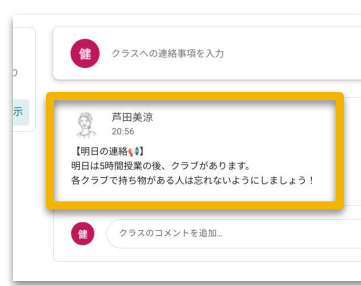 健
クラスへの連絡事項を入力
示
芦田美涼
20:56
【明日の連絡📢】
明日は5時間授業の後、クラブがあります。
各クラブで持ち物がある人は忘れないようにしましょう！
健
クラスのコメントを追加…